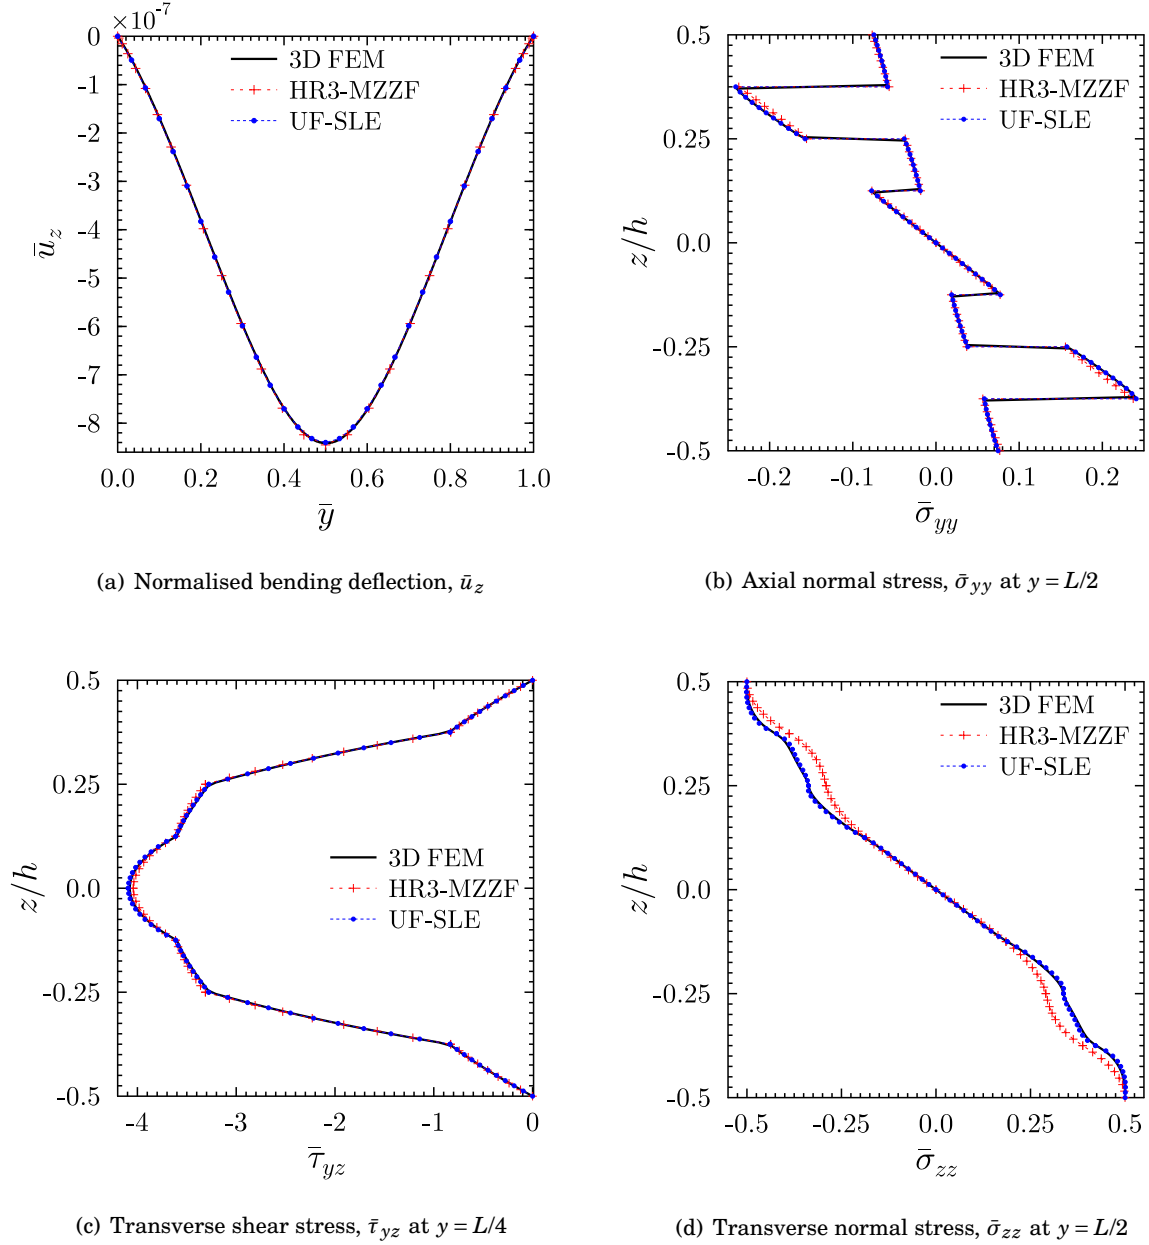 ×10⁻⁷
0
-1
-2
-3
-4
-5
-6
-7
-8
ū_z
3D FEM
HR3-MZZF
UF-SLE
0.0 0.2 0.4 0.6 0.8 1.0
ȳ
(a) Normalised bending deflection, ū_z
0.5
0.25
0.0
-0.25
-0.5
z/h
3D FEM
HR3-MZZF
UF-SLE
-0.2 -0.1 0.0 0.1 0.2
σ̄_yy
(b) Axial normal stress, σ̄_yy at y = L/2
0.5
0.25
0.0
-0.25
-0.5
z/h
3D FEM
HR3-MZZF
UF-SLE
-4 -3 -2 -1 0
τ̄_yz
(c) Transverse shear stress, τ̄_yz at y = L/4
0.5
0.25
0.0
-0.25
-0.5
z/h
3D FEM
HR3-MZZF
UF-SLE
-0.5 -0.25 0.0 0.25 0.5
σ̄_zz
(d) Transverse normal stress, σ̄_zz at y = L/2